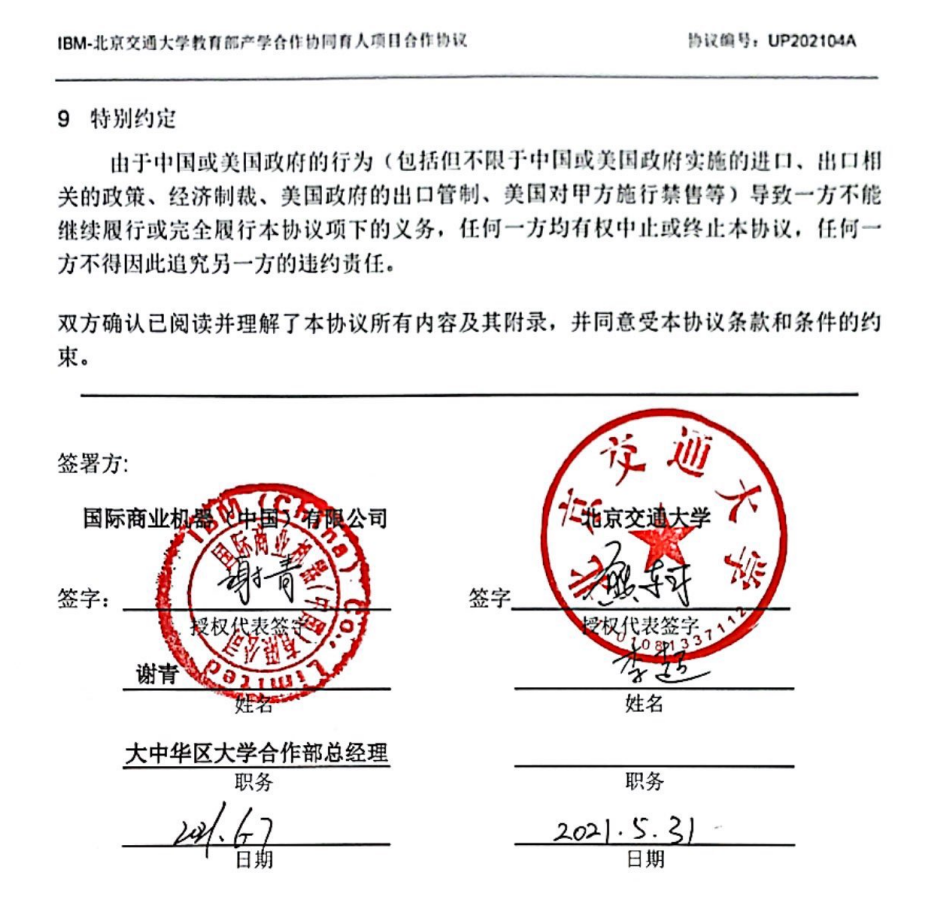 IBM-北京交通大学教育部产学合作协同育人项目合作协议 协议编号：UP202104A
9 特别约定
由于中国或美国政府的行为（包括但不限于中国或美国政府实施的进口、出口相
关的政策、经济制裁、美国政府的出口管制、美国对甲方施行禁售等）导致一方不能
继续履行或完全履行本协议项下的义务，任何一方均有权中止或终止本协议，任何一
方不得因此追究另一方的违约责任。
双方确认已阅读并理解了本协议所有内容及其附录，并同意受本协议条款和条件的约
束。
签署方:
国际商业机器（中国）有限公司 北京交通大学
IBM (China) Co., Limited
国际商业机器(中国)有限公司
北京交通大学
签字： 谢青 签字
授权代表签字 授权代表签字
谢青 李超
姓名 姓名
大中华区大学合作部总经理
职务 职务
2021.6.7 2021.5.31
日期 日期